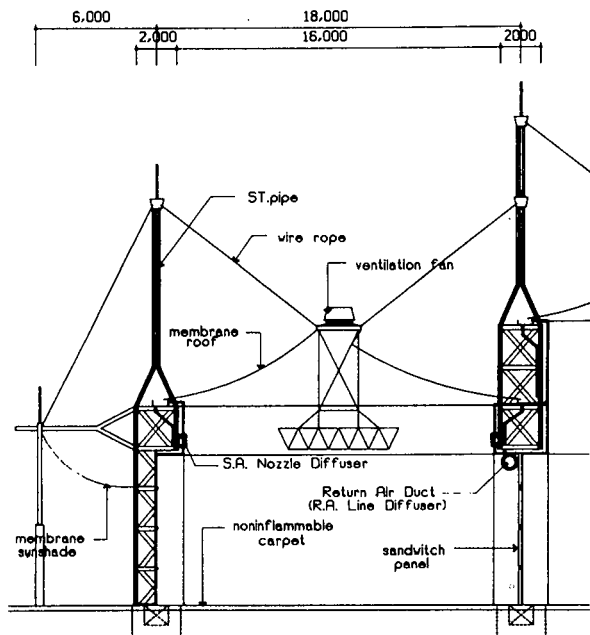 6,000
18,000
2,000
16,000
2000
ST.pipe
wire rope
ventilation fan
membrane
roof
S.A. Nozzle Diffuser
Return Air Duct
(R.A. Line Diffuser)
membrane
sunshade
noninflammable
carpet
sandwitch
panel